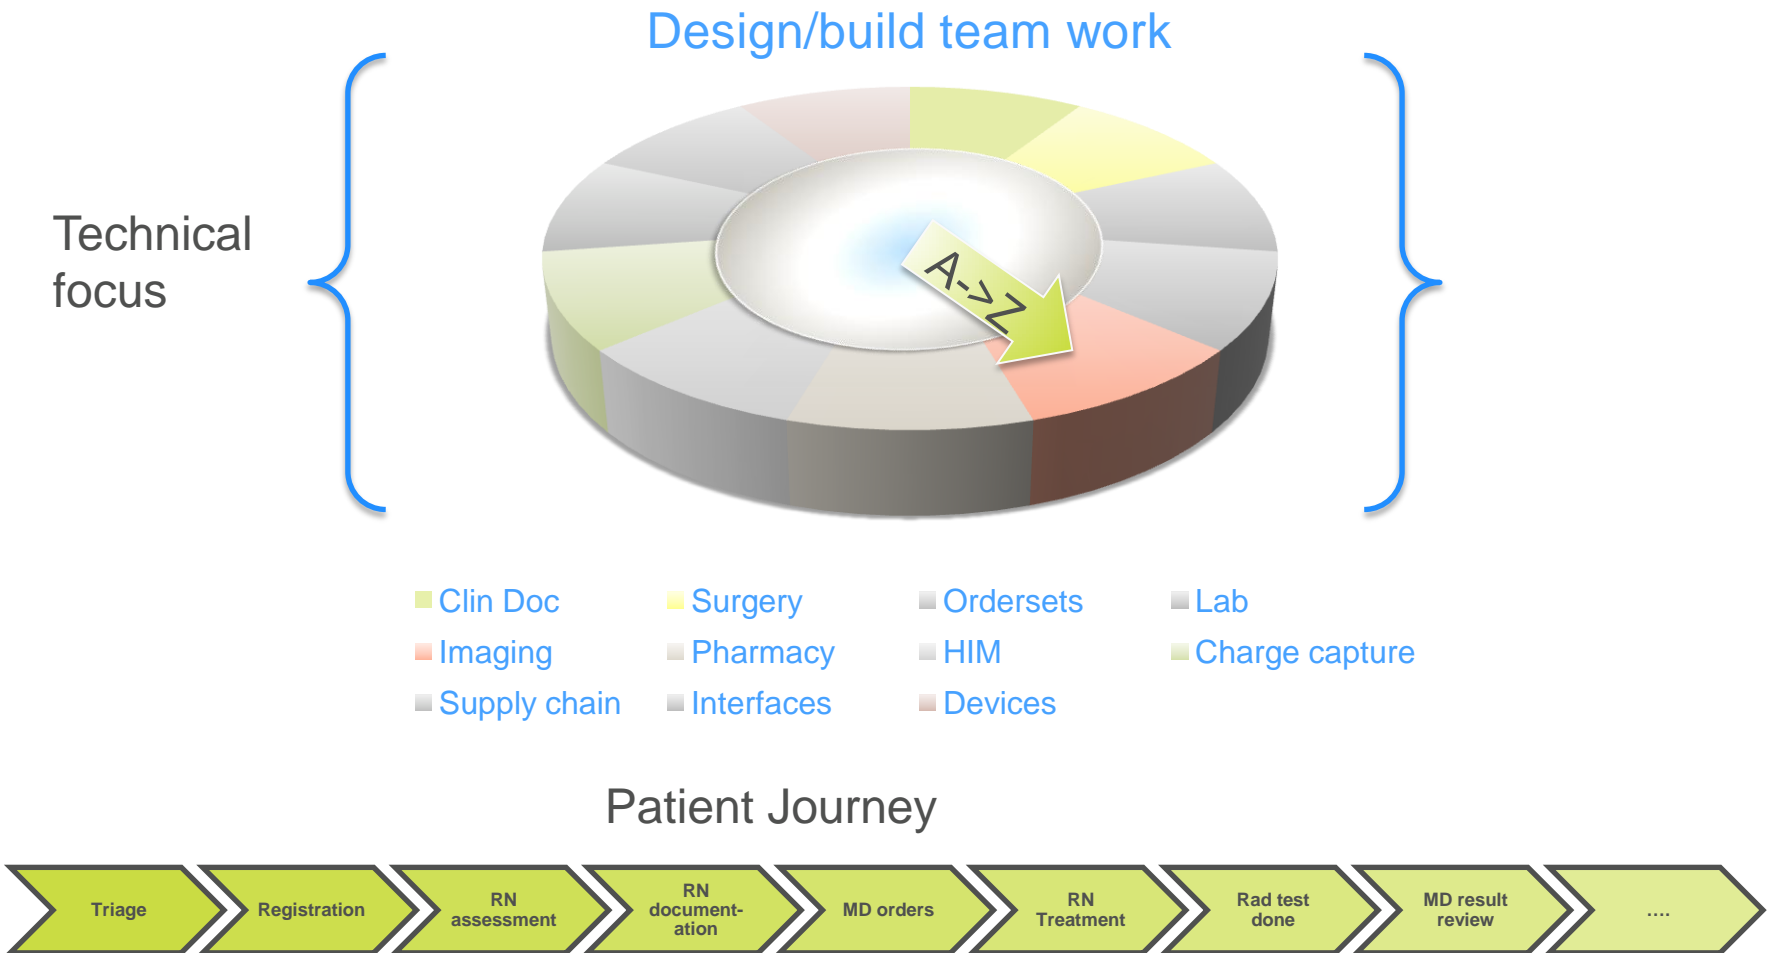 Design/build team work
Technical
focus
A->Z
Clin Doc
Surgery
Ordersets
Lab
Imaging
Pharmacy
HIM
Charge capture
Supply chain
Interfaces
Devices
Patient Journey
Triage
Registration
RN
assessment
RN
document-
ation
MD orders
RN
Treatment
Rad test
done
MD result
review
....